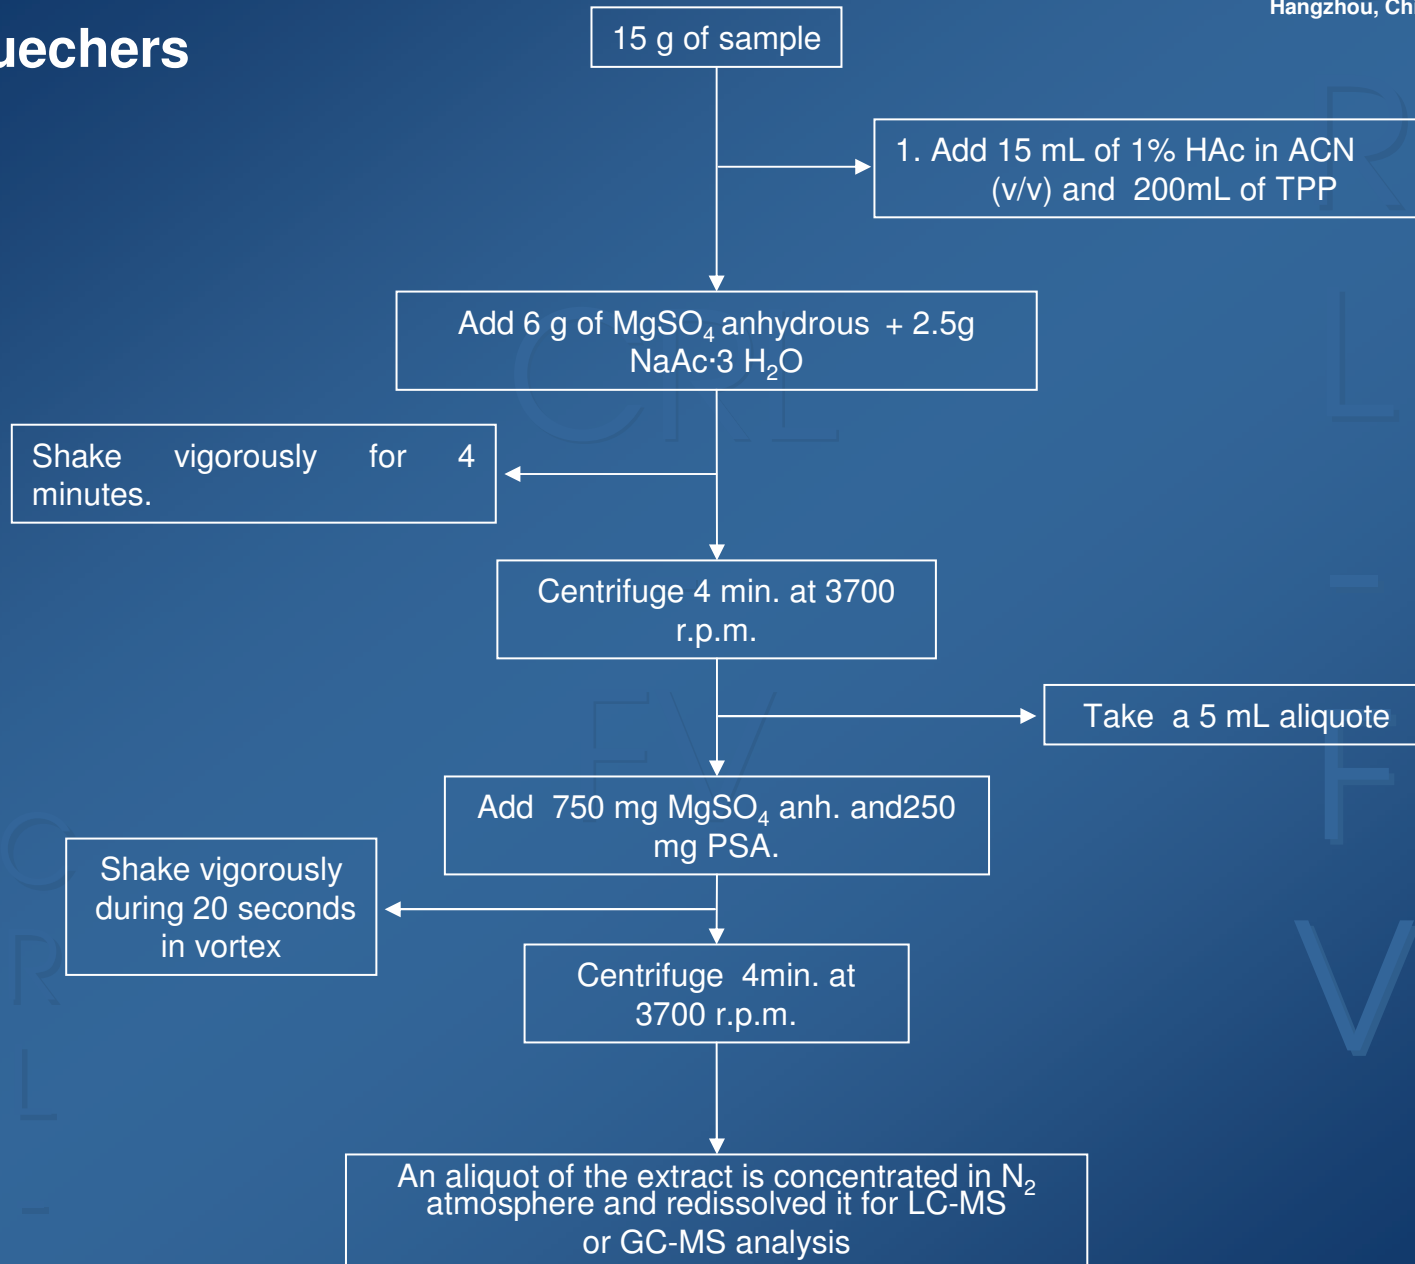 Hangzhou, Chi
uechers
15 g of sample
1. Add 15 mL of 1% HAc in ACN
(v/v) and 200mL of TPP
Add 6 g of MgSO₄ anhydrous + 2.5g
NaAc·3 H₂O
Shake vigorously for 4
minutes.
Centrifuge 4 min. at 3700
r.p.m.
Take a 5 mL aliquote
Add 750 mg MgSO₄ anh. and250
mg PSA.
Shake vigorously
during 20 seconds
in vortex
Centrifuge 4min. at
3700 r.p.m.
An aliquot of the extract is concentrated in N₂
atmosphere and redissolved it for LC-MS
or GC-MS analysis
CRL
FV
C
R
L
-
R
L
-
F
V